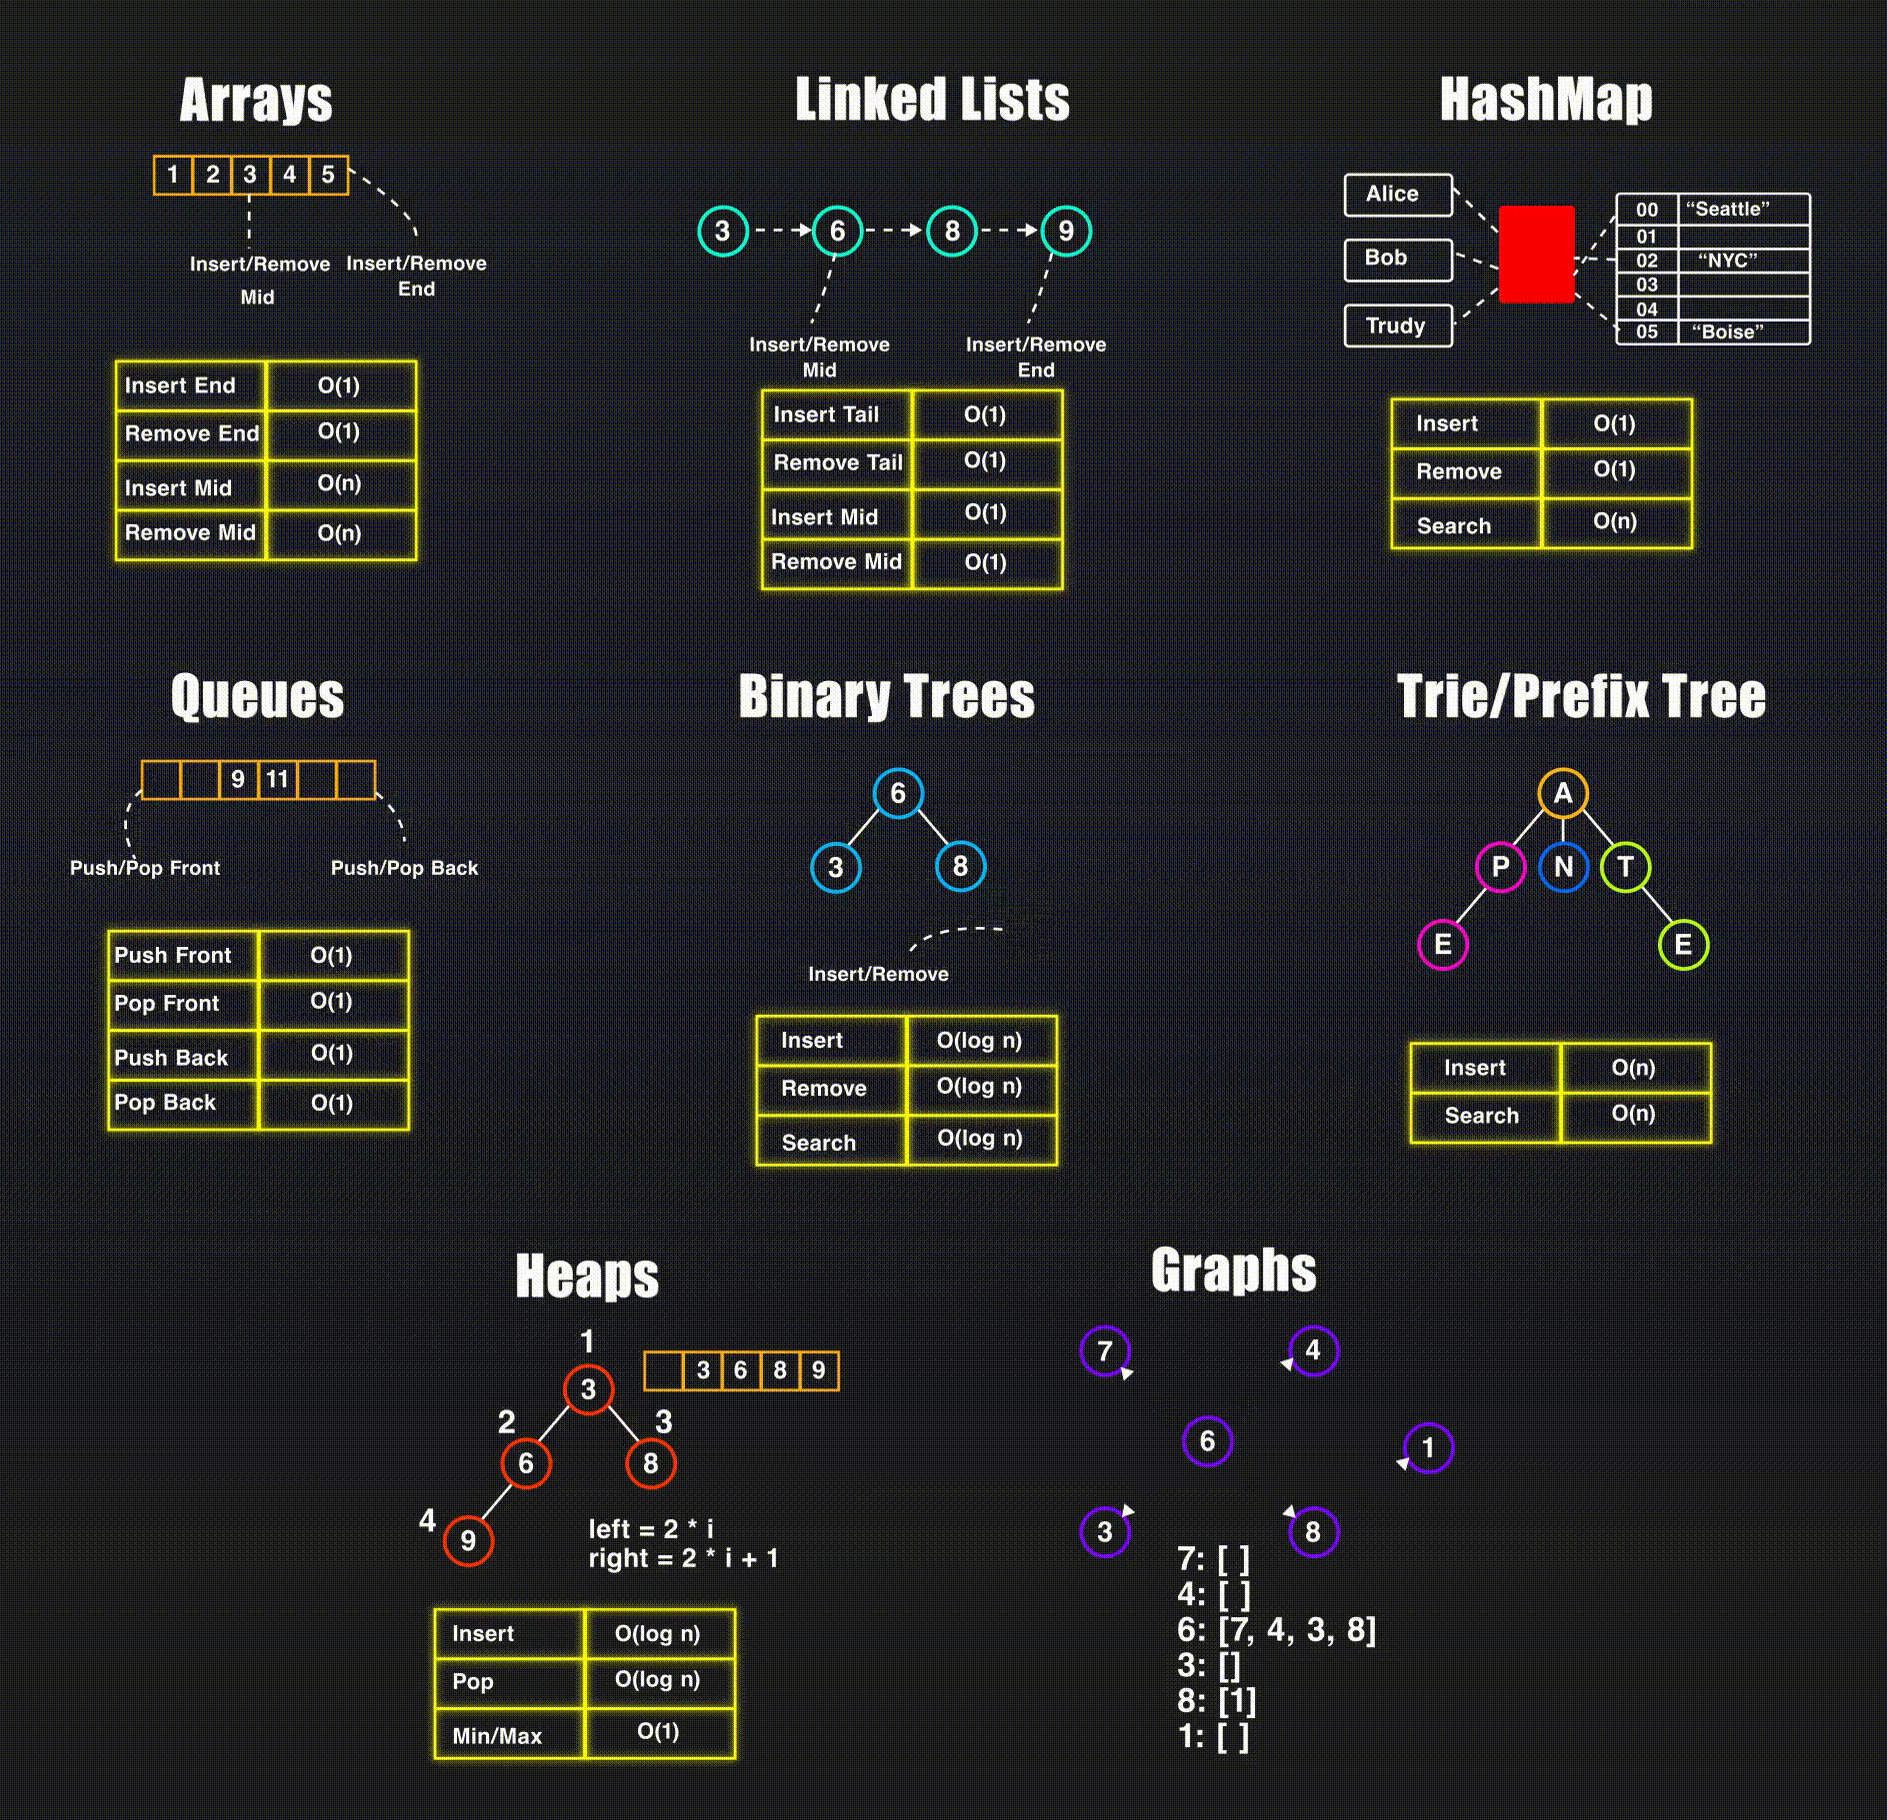 Arrays
1 2 3 4 5
Insert/Remove
Mid
Insert/Remove
End
Insert End O(1)
Remove End O(1)
Insert Mid O(n)
Remove Mid O(n)
Linked Lists
3 6 8 9
Insert/Remove
Mid
Insert/Remove
End
Insert Tail O(1)
Remove Tail O(1)
Insert Mid O(1)
Remove Mid O(1)
HashMap
Alice
Bob
Trudy
00 “Seattle”
01
02 “NYC”
03
04
05 “Boise”
Insert O(1)
Remove O(1)
Search O(n)
Queues
9 11
Push/Pop Front
Push/Pop Back
Push Front O(1)
Pop Front O(1)
Push Back O(1)
Pop Back O(1)
Binary Trees
6
3 8
Insert/Remove
Insert O(log n)
Remove O(log n)
Search O(log n)
Trie/Prefix Tree
A
P N T
E E
Insert O(n)
Search O(n)
Heaps
1
3
3 6 8 9
2 3
6 8
4
9
left = 2 * i
right = 2 * i + 1
Insert O(log n)
Pop O(log n)
Min/Max O(1)
Graphs
7 4
6 1
3 8
7: [ ]
4: [ ]
6: [7, 4, 3, 8]
3: []
8: [1]
1: [ ]